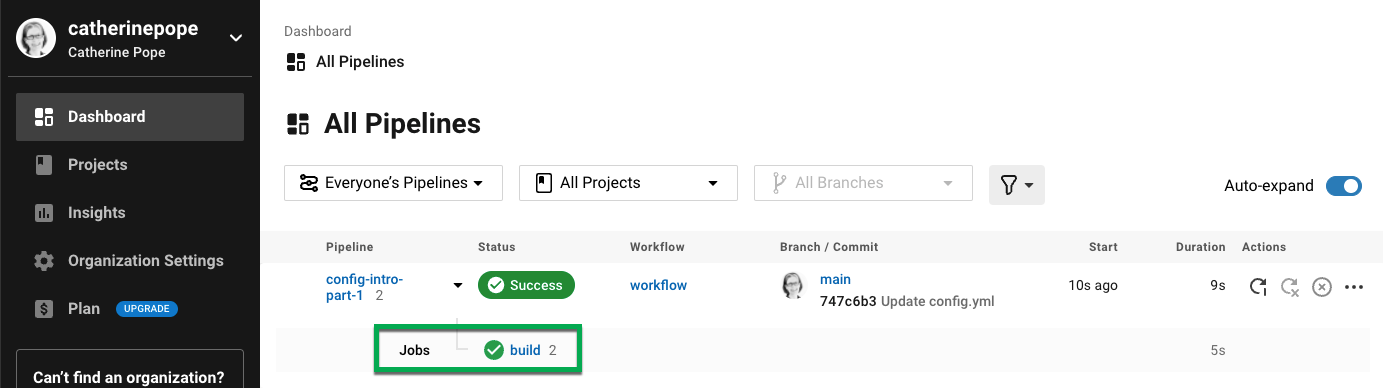 catherinepope
Catherine Pope
Dashboard
Projects
Insights
Organization Settings
Plan UPGRADE
Can't find an organization?
Dashboard
All Pipelines
All Pipelines
Everyone's Pipelines
All Projects
All Branches
Auto-expand
Pipeline Status Workflow Branch / Commit Start Duration Actions
config-intro-
part-1 2
Success
workflow
main
747c6b3 Update config.yml
10s ago
9s
Jobs build 2 5s